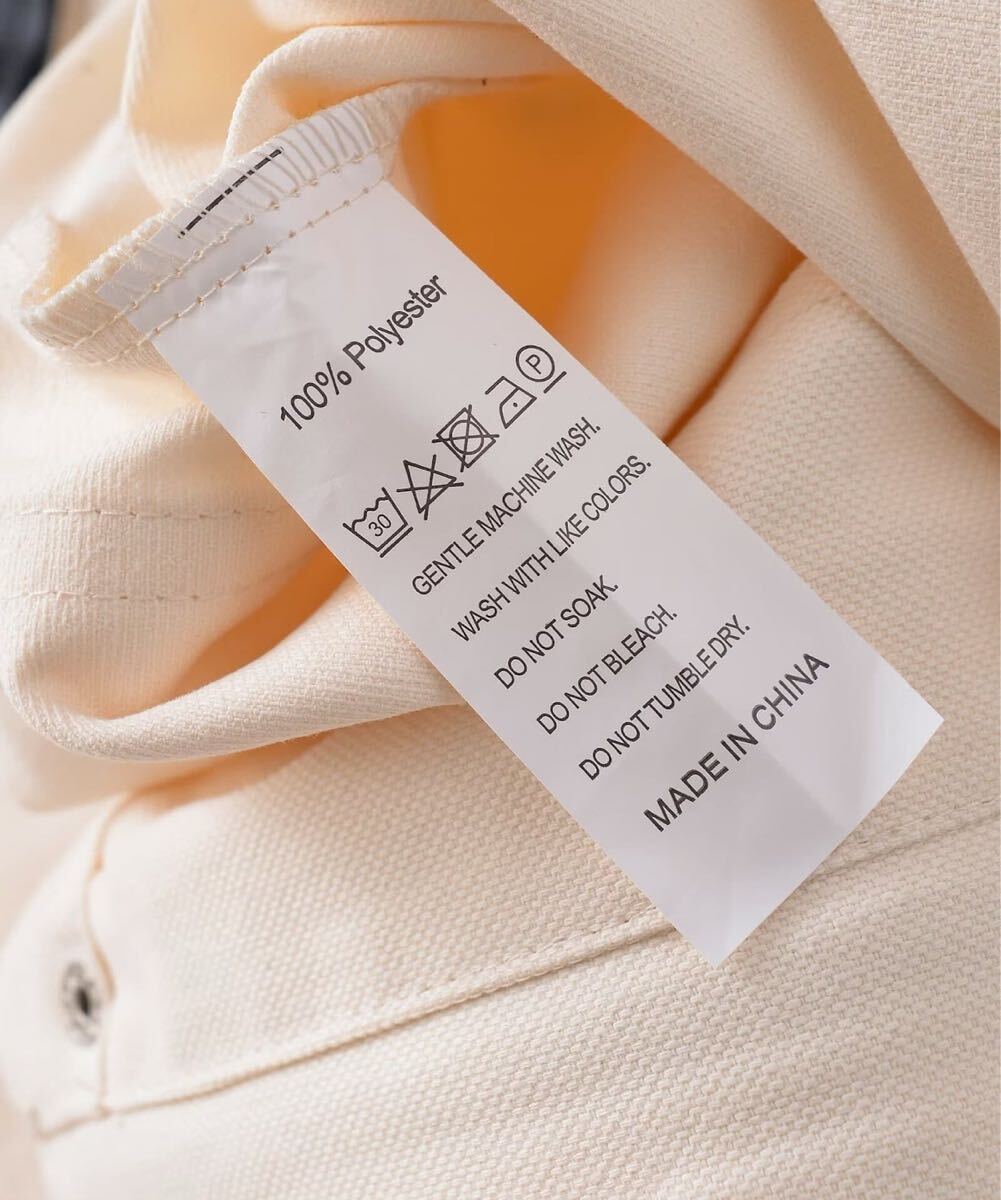 100% Polyester
30 P
GENTLE MACHINE WASH.
WASH WITH LIKE COLORS.
DO NOT SOAK.
DO NOT BLEACH.
DO NOT TUMBLE DRY.
MADE IN CHINA